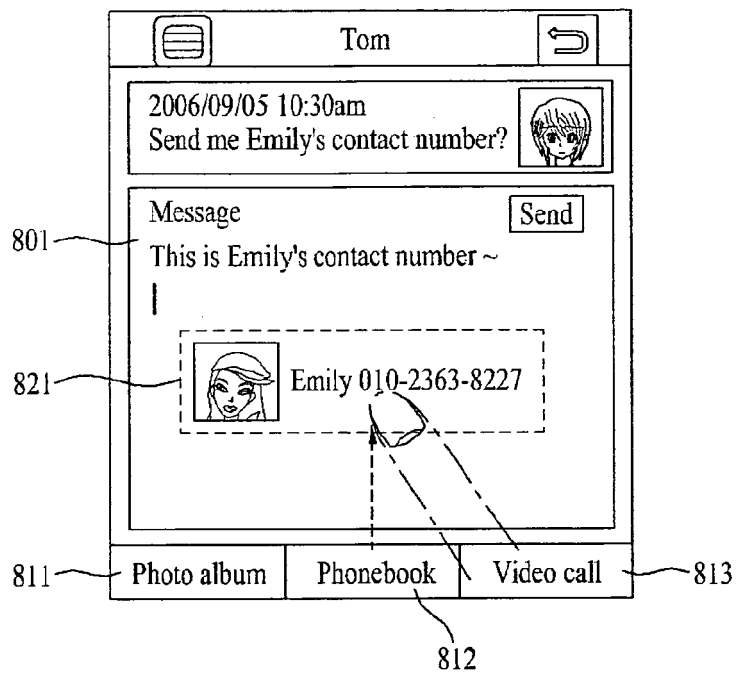 Tom
2006/09/05 10:30am
Send me Emily's contact number?
Message
Send
801
This is Emily's contact number ~
821
Emily 010-2363-8227
811
Photo album
Phonebook
Video call
813
812